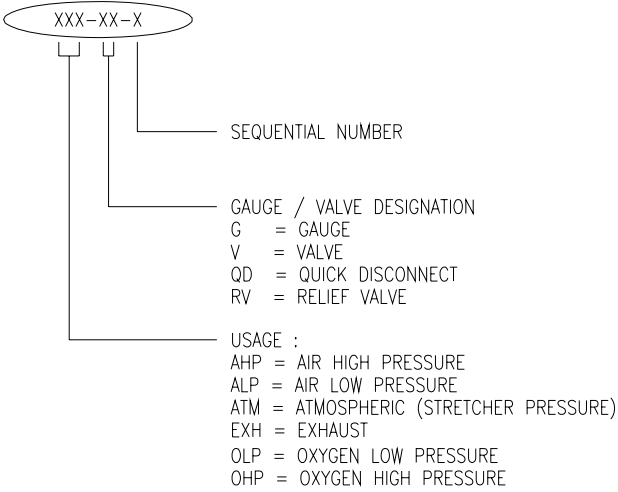 XXX-XX-X
SEQUENTIAL NUMBER
GAUGE / VALVE DESIGNATION
G = GAUGE
V = VALVE
QD = QUICK DISCONNECT
RV = RELIEF VALVE
USAGE :
AHP = AIR HIGH PRESSURE
ALP = AIR LOW PRESSURE
ATM = ATMOSPHERIC (STRETCHER PRESSURE)
EXH = EXHAUST
OLP = OXYGEN LOW PRESSURE
OHP = OXYGEN HIGH PRESSURE